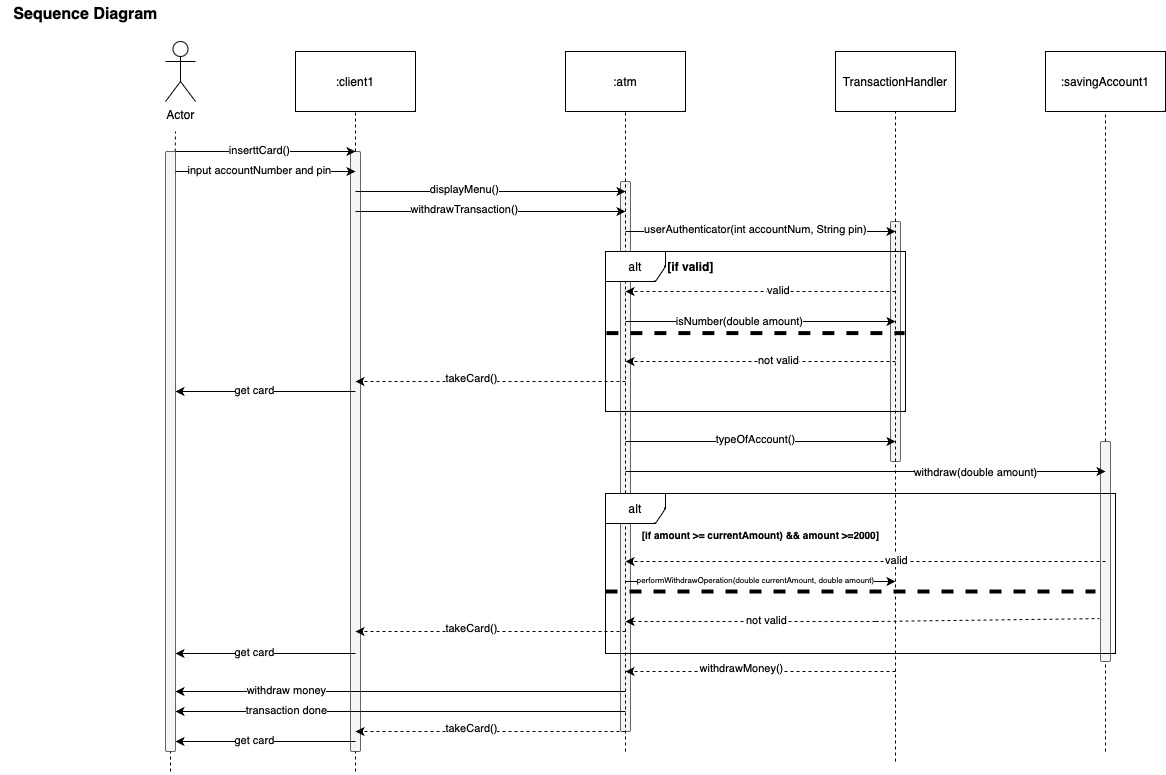 Sequence Diagram
:client1
:atm
TransactionHandler
:savingAccount1
Actor
inserttCard()
input accountNumber and pin
displayMenu()
withdrawTransaction()
userAuthenticator(int accountNum, String pin)
alt
[if valid]
valid
isNumber(double amount)
not valid
takeCard()
get card
typeOfAccount()
withdraw(double amount)
alt
[if amount >= currentAmount) && amount >=2000]
valid
performWithdrawOperation(double currentAmount, double amount)
not valid
takeCard()
get card
withdrawMoney()
withdraw money
transaction done
takeCard()
get card